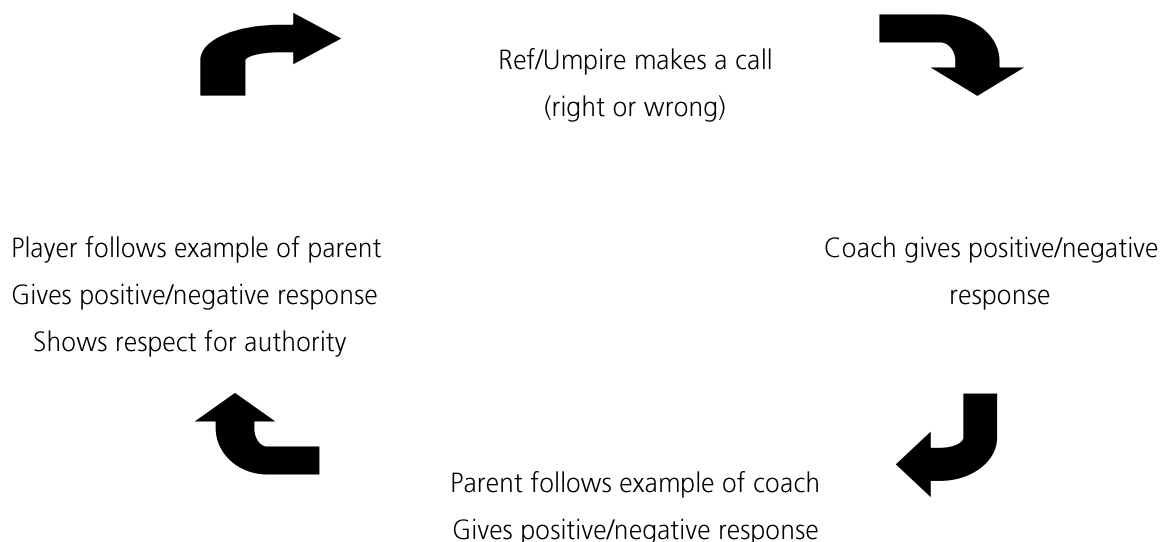 Ref/Umpire makes a call
(right or wrong)
Player follows example of parent
Gives positive/negative response
Shows respect for authority
Coach gives positive/negative
response
Parent follows example of coach
Gives positive/negative response